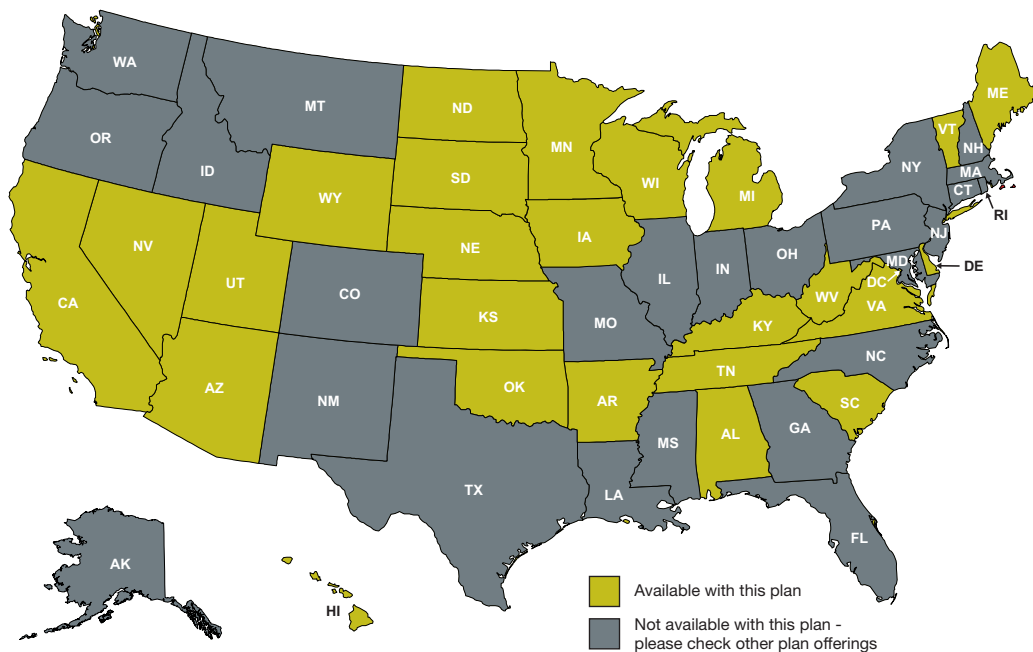 WA
MT
ND
ME
MN
VT
OR
NH
ID
SD
WI
NY
MA
WY
MI
CT
RI
IA
PA
NE
NJ
NV
OH
DE
UT
IL
IN
MD
DC
CA
CO
WV
VA
KS
MO
KY
NC
TN
AZ
OK
NM
AR
SC
MS
AL
GA
TX
LA
FL
AK
HI
Available with this plan
Not available with this plan -
please check other plan offerings